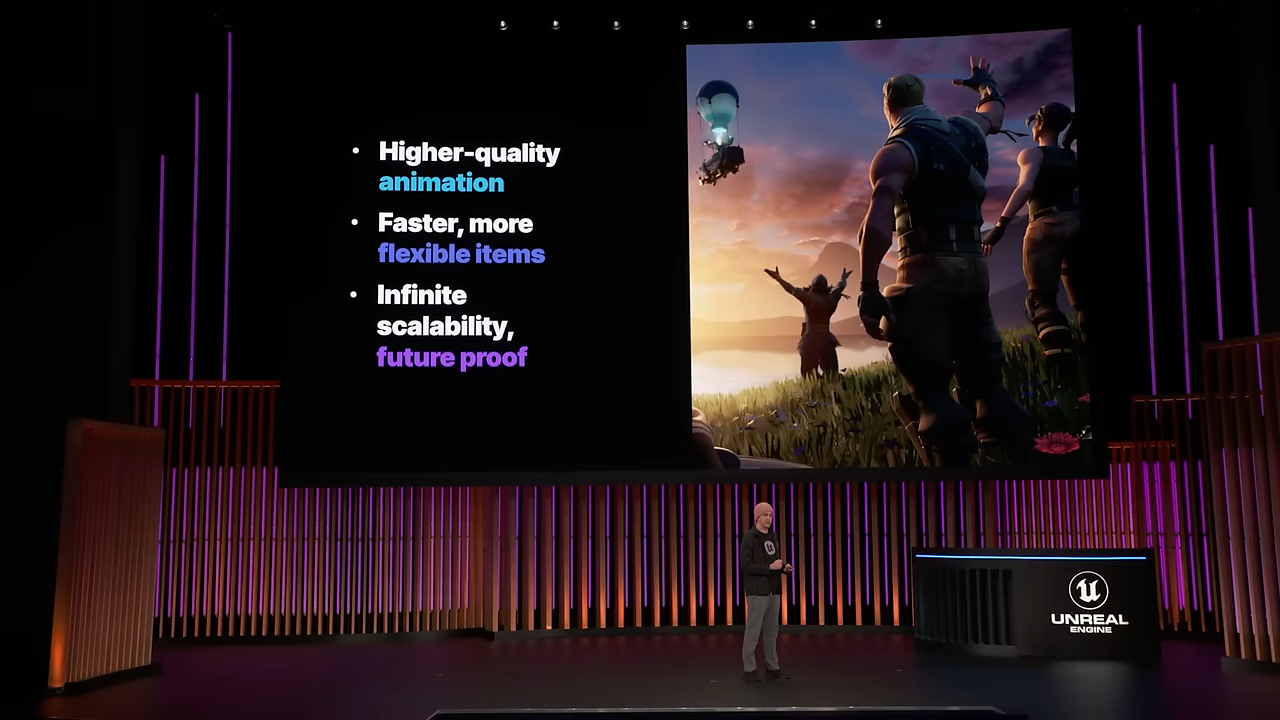 • Higher-quality
animation
• Faster, more
flexible items
• Infinite
scalability,
future proof
UNREAL
ENGINE